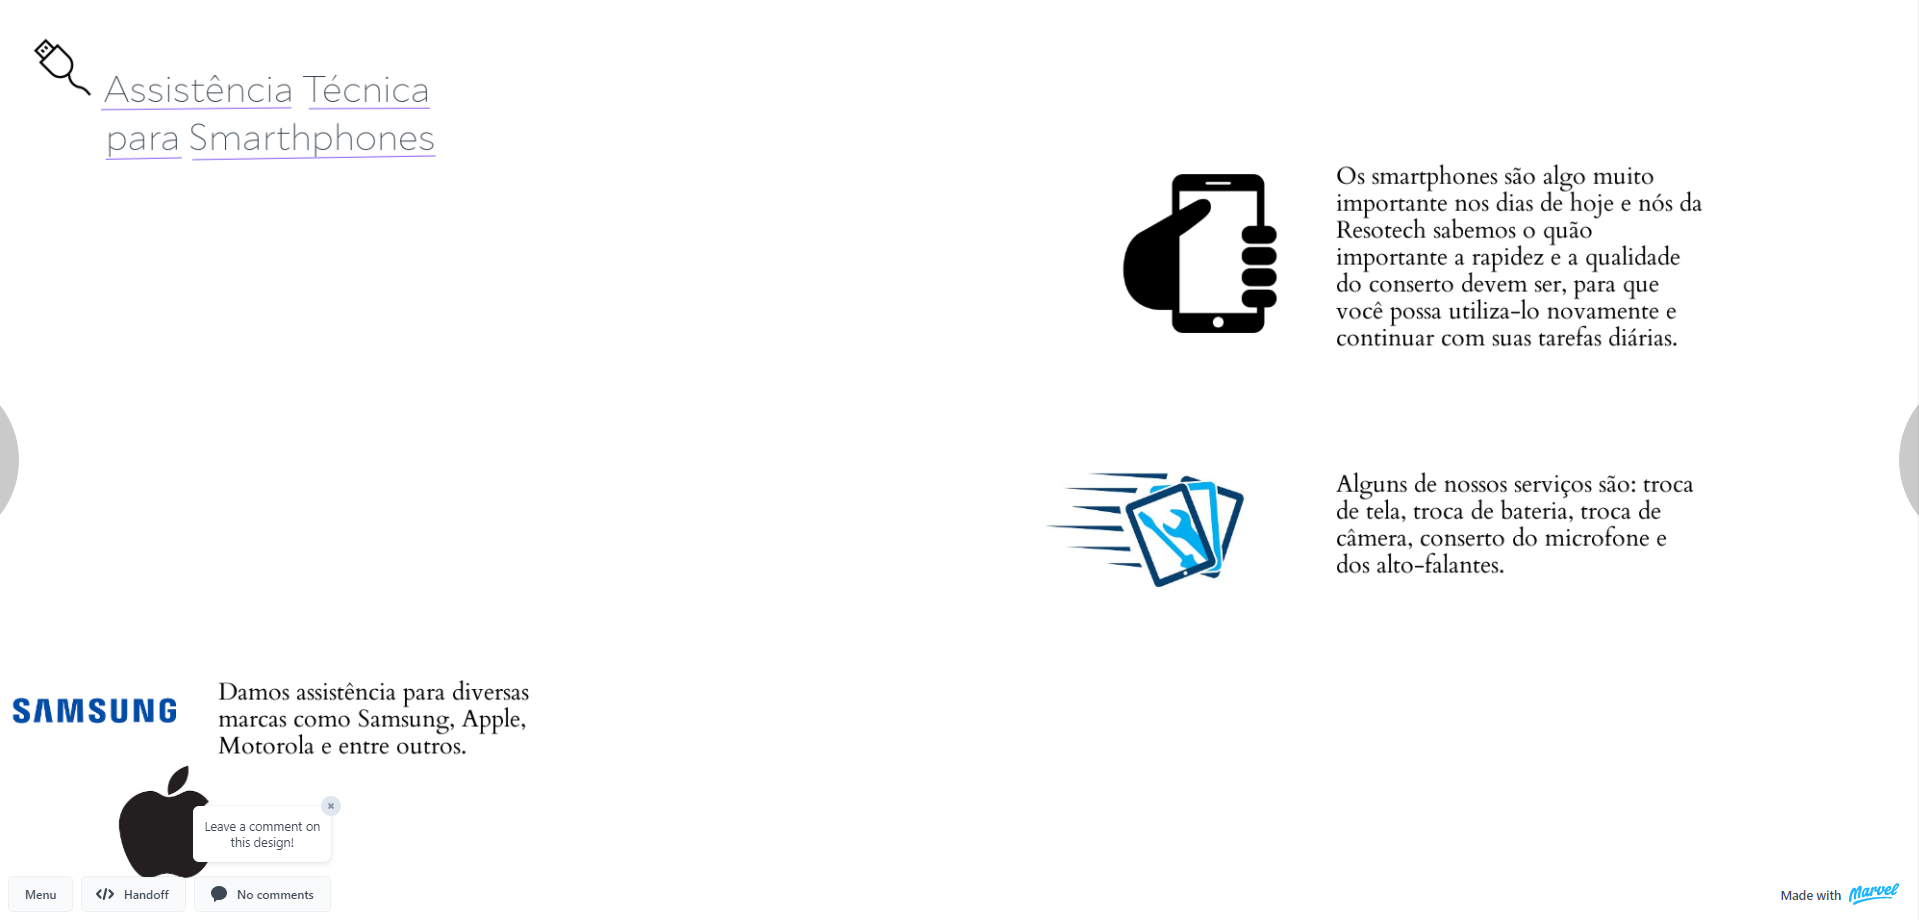 Assistência Técnica
para Smarthphones
Os smartphones são algo muito
importante nos dias de hoje e nós da
Resotech sabemos o quão
importante a rapidez e a qualidade
do conserto devem ser, para que
você possa utiliza-lo novamente e
continuar com suas tarefas diárias.
Alguns de nossos serviços são: troca
de tela, troca de bateria, troca de
câmera, conserto do microfone e
dos alto-falantes.
SAMSUNG
Damos assistência para diversas
marcas como Samsung, Apple,
Motorola e entre outros.
Leave a comment on
this design!
Menu
Handoff
No comments
Made with Marvel